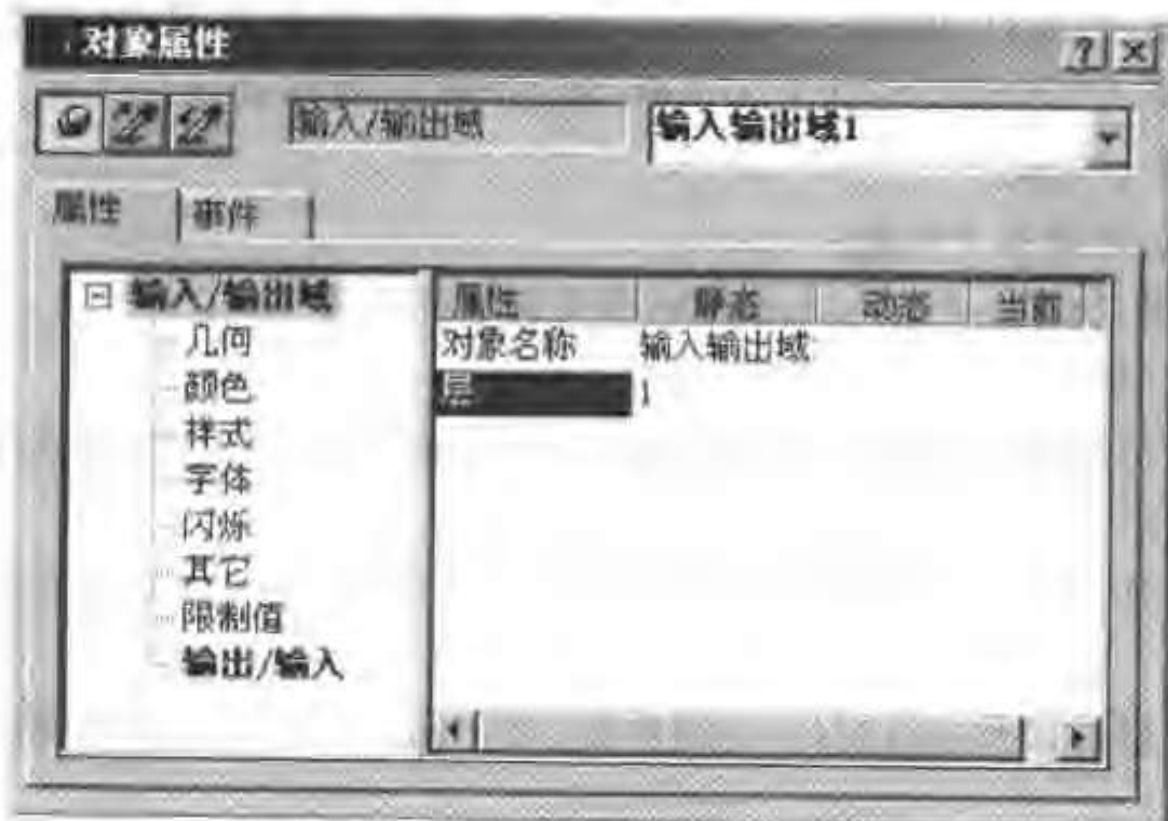 对象属性
输入/输出域 输入输出域1
属性 事件
输入/输出域
几何
颜色
样式
字体
闪烁
其它
限制值
输出/输入
属性 静态 动态 当前
对象名称 输入输出域
层 1